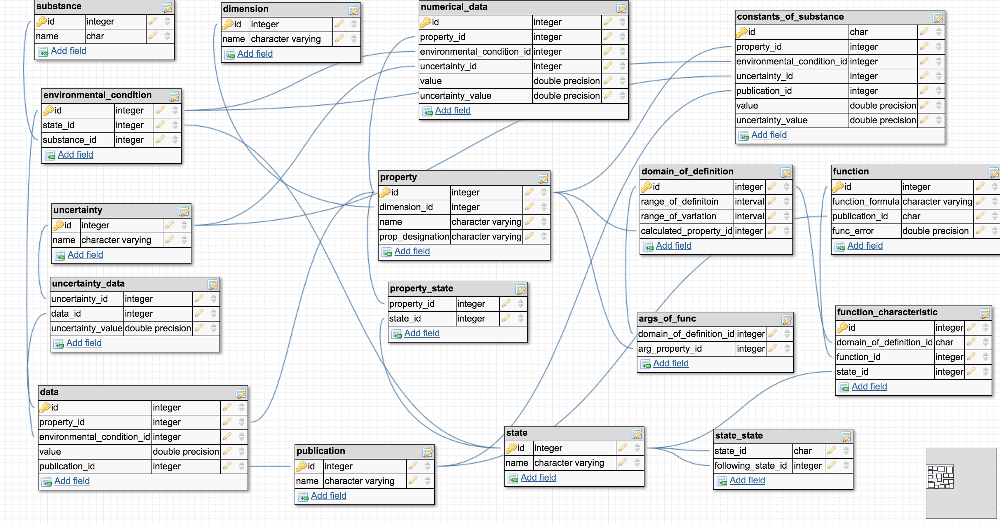 substance
id integer
name char
Add field
dimension
id integer
name character varying
Add field
numerical_data
id integer
property_id integer
environmental_condition_id integer
uncertainty_id integer
value double precision
uncertainty_value double precision
Add field
constants_of_substance
id char
property_id integer
environmental_condition_id integer
uncertainty_id integer
publication_id integer
value double precision
uncertainty_value double precision
Add field
environmental_condition
id integer
state_id integer
substance_id integer
Add field
property
id integer
dimension_id integer
name character varying
prop_designation character varying
Add field
domain_of_definition
id integer
range_of_definitoin interval
range_of_variation interval
calculated_property_id integer
Add field
function
id integer
function_formula character varying
publication_id char
func_error double precision
Add field
uncertainty
id integer
name character varying
Add field
uncertainty_data
uncertainty_id integer
data_id integer
uncertainty_value double precision
Add field
property_state
property_id integer
state_id integer
Add field
args_of_func
domain_of_definition_id integer
arg_property_id integer
Add field
function_characteristic
id integer
domain_of_definition_id char
function_id integer
state_id integer
Add field
data
id integer
property_id integer
environmental_condition_id integer
value double precision
publication_id integer
Add field
publication
id integer
name character varying
Add field
state
id integer
name character varying
Add field
state_state
state_id char
following_state_id integer
Add field